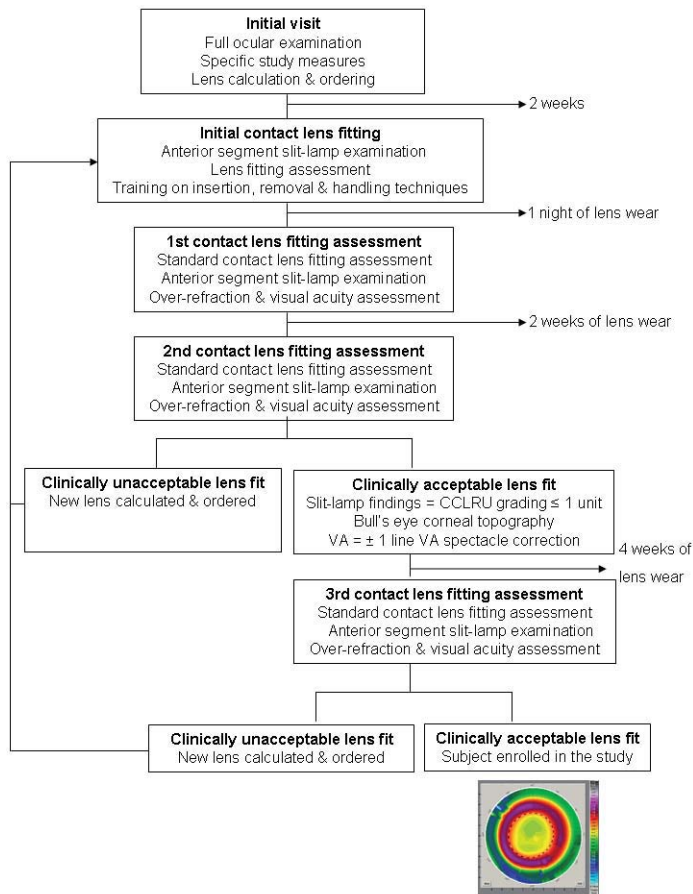 Initial visit
Full ocular examination
Specific study measures
Lens calculation & ordering
2 weeks
Initial contact lens fitting
Anterior segment slit-lamp examination
Lens fitting assessment
Training on insertion, removal & handling techniques
1 night of lens wear
1st contact lens fitting assessment
Standard contact lens fitting assessment
Anterior segment slit-lamp examination
Over-refraction & visual acuity assessment
2 weeks of lens wear
2nd contact lens fitting assessment
Standard contact lens fitting assessment
Anterior segment slit-lamp examination
Over-refraction & visual acuity assessment
Clinically unacceptable lens fit
New lens calculated & ordered
Clinically acceptable lens fit
Slit-lamp findings = CCLRU grading ≤ 1 unit
Bull's eye corneal topography
VA = ± 1 line VA spectacle correction
4 weeks of
lens wear
3rd contact lens fitting assessment
Standard contact lens fitting assessment
Anterior segment slit-lamp examination
Over-refraction & visual acuity assessment
Clinically unacceptable lens fit
New lens calculated & ordered
Clinically acceptable lens fit
Subject enrolled in the study